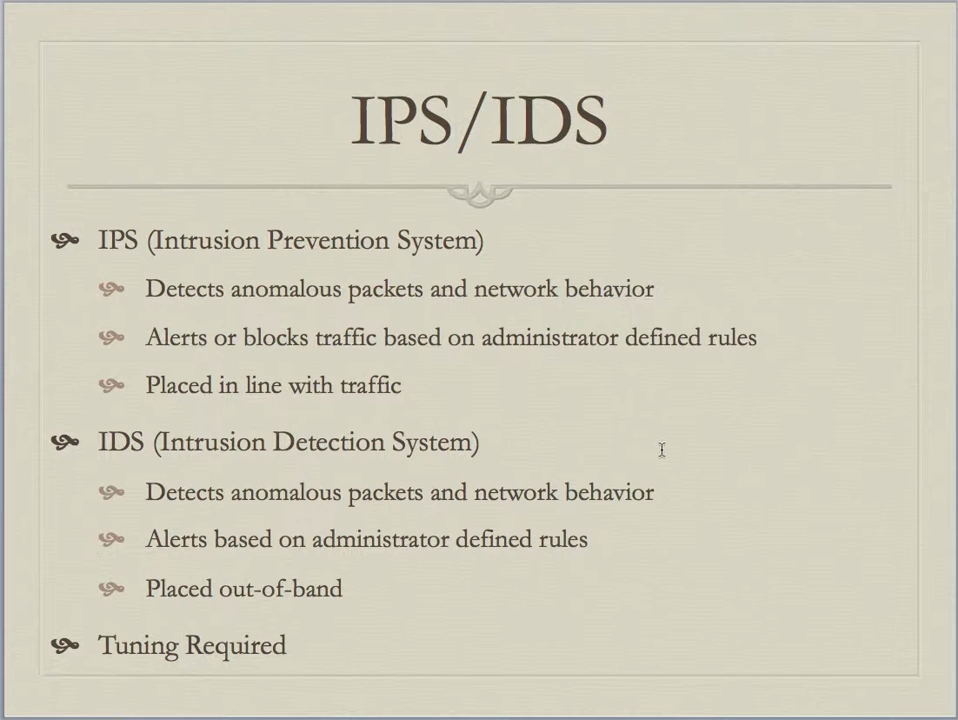 IPS/IDS
IPS (Intrusion Prevention System)
Detects anomalous packets and network behavior
Alerts or blocks traffic based on administrator defined rules
Placed in line with traffic
IDS (Intrusion Detection System)
Detects anomalous packets and network behavior
Alerts based on administrator defined rules
Placed out-of-band
Tuning Required